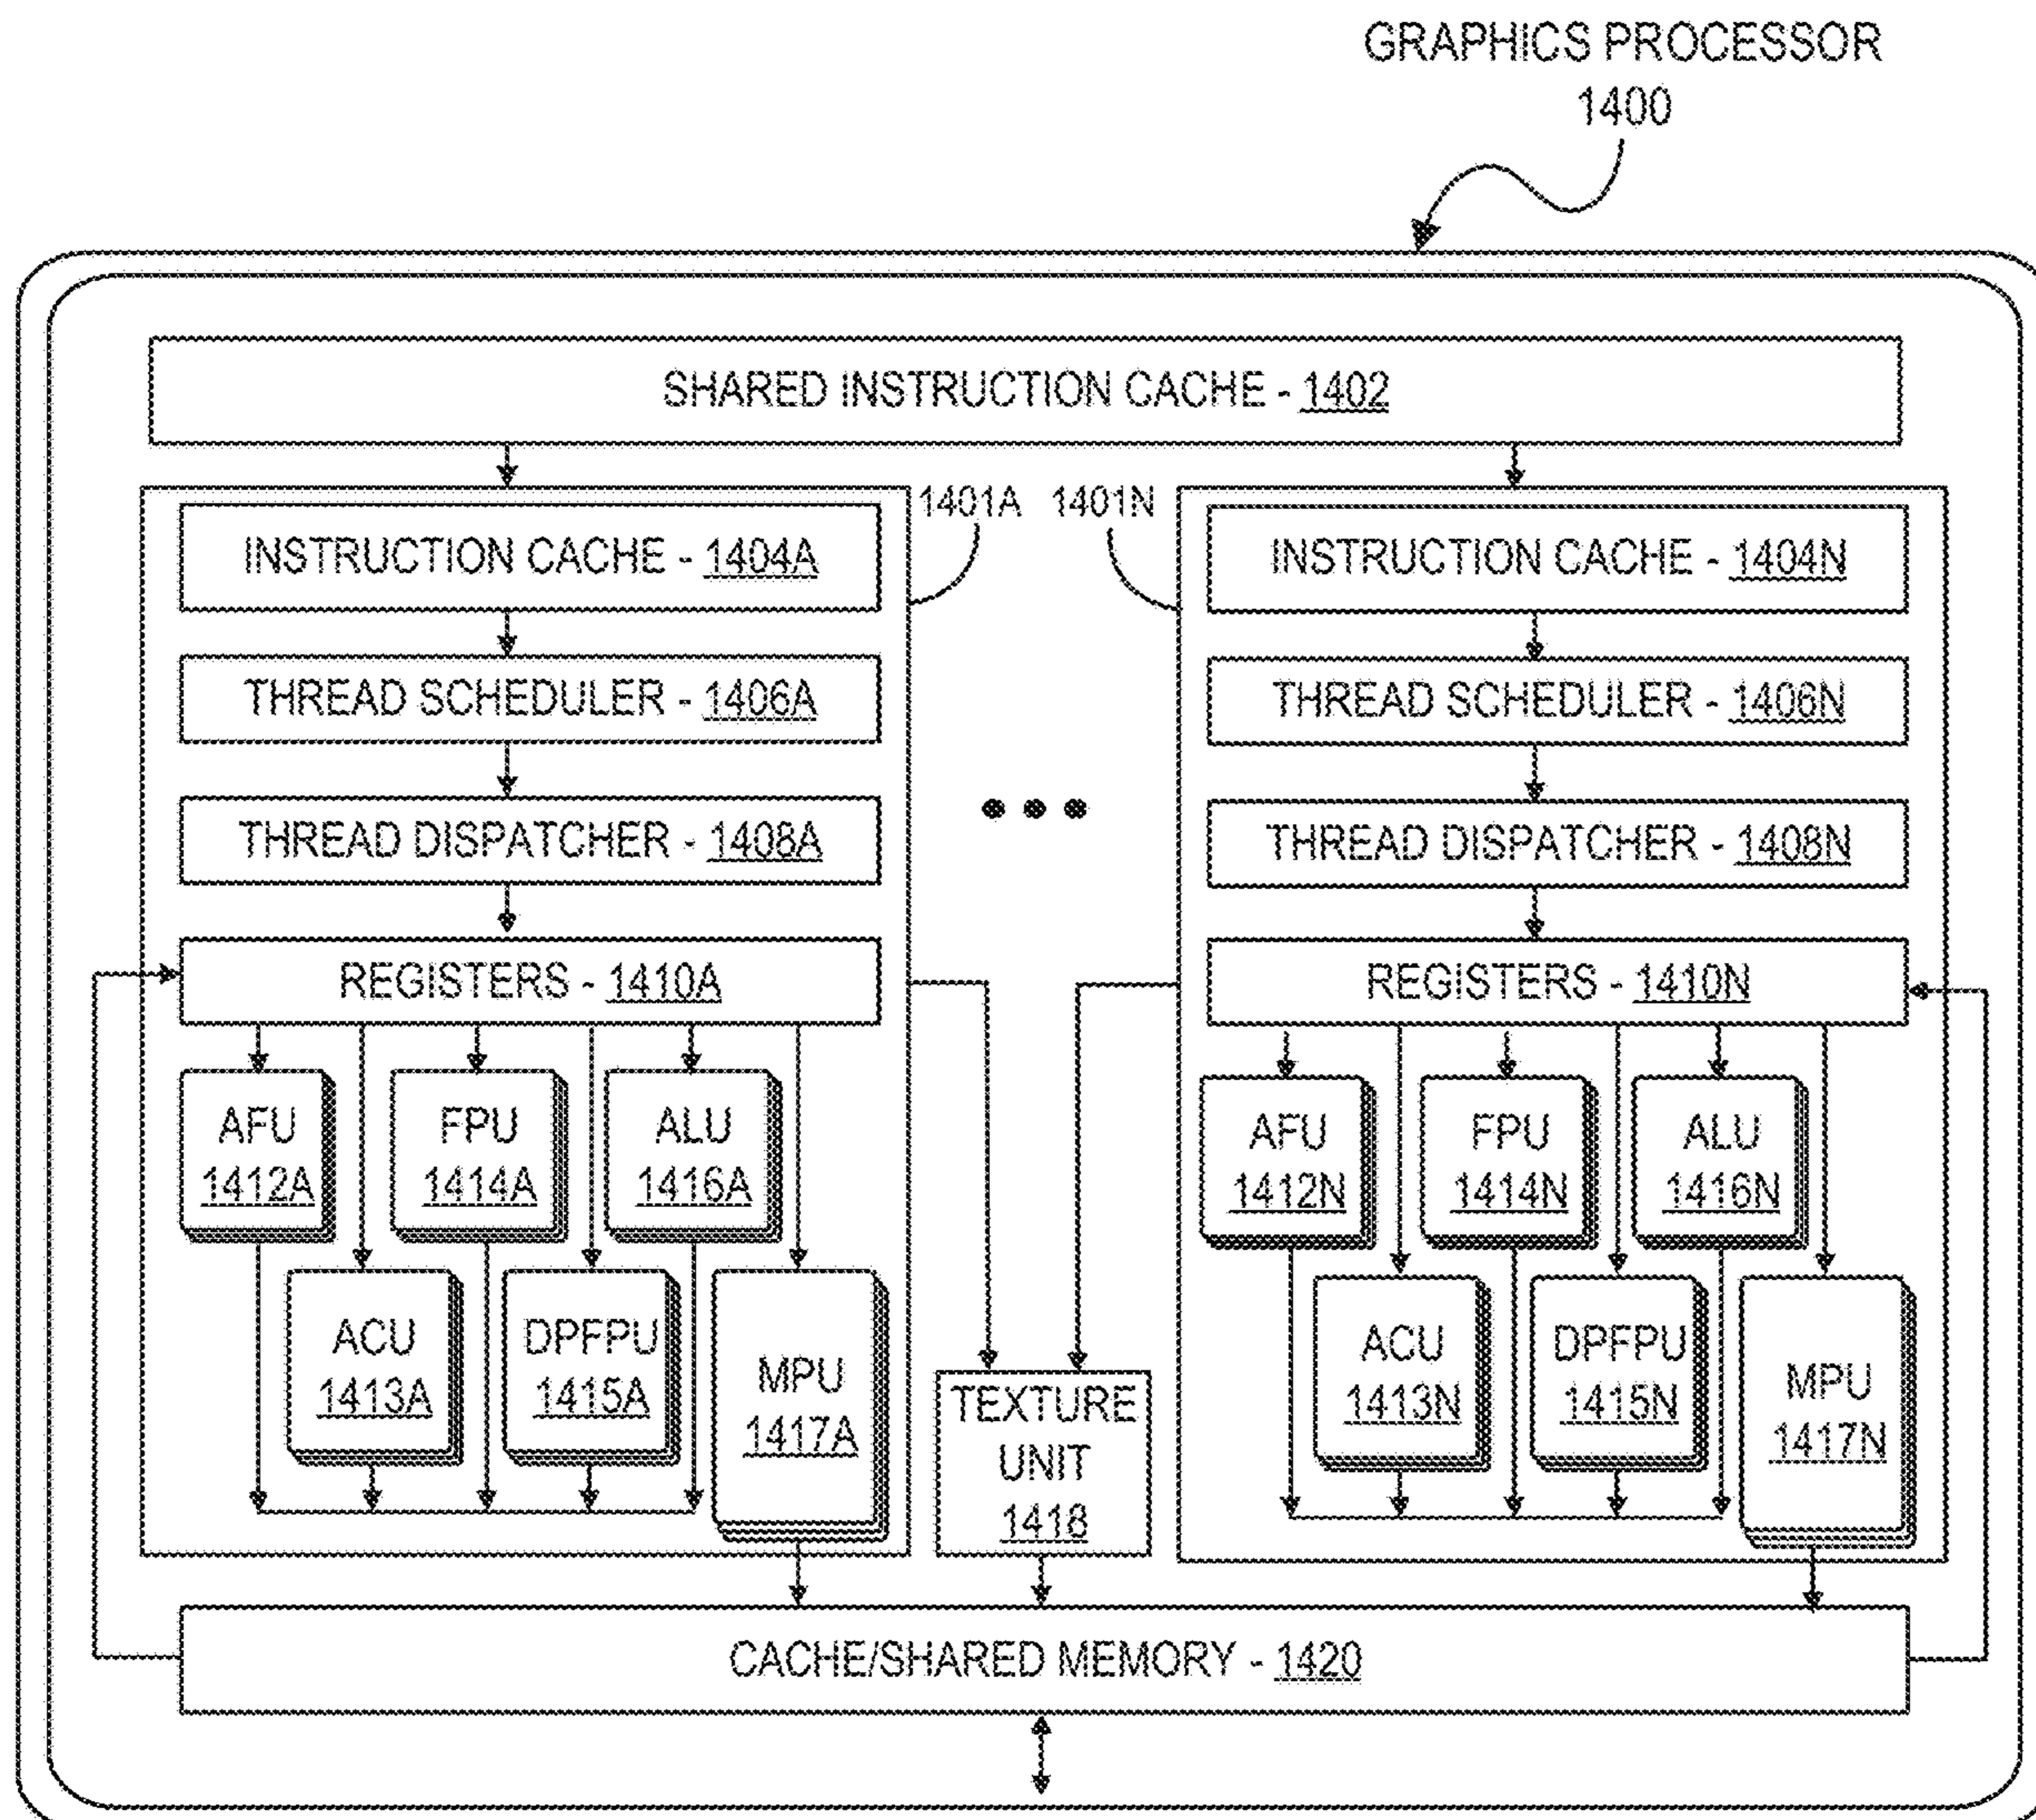 GRAPHICS PROCESSOR
1400
SHARED INSTRUCTION CACHE - 1402
1401A
1401N
INSTRUCTION CACHE - 1404A
THREAD SCHEDULER - 1406A
THREAD DISPATCHER - 1408A
REGISTERS - 1410A
AFU
1412A
FPU
1414A
ALU
1416A
ACU
1413A
DPFPU
1415A
MPU
1417A
TEXTURE
UNIT
1418
INSTRUCTION CACHE - 1404N
THREAD SCHEDULER - 1406N
THREAD DISPATCHER - 1408N
REGISTERS - 1410N
AFU
1412N
FPU
1414N
ALU
1416N
ACU
1413N
DPFPU
1415N
MPU
1417N
CACHE/SHARED MEMORY - 1420